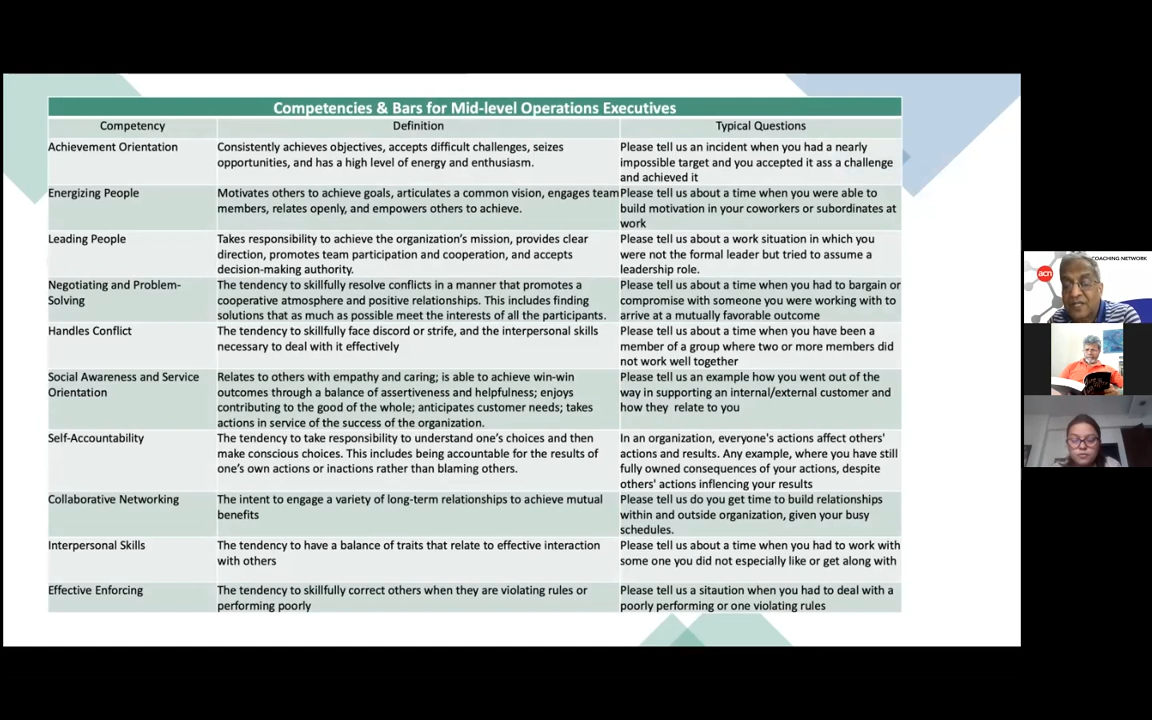 Competencies & Bars for Mid-level Operations Executives
Competency
Definition
Typical Questions
Achievement Orientation
Consistently achieves objectives, accepts difficult challenges, seizes
opportunities, and has a high level of energy and enthusiasm.
Please tell us an incident when you had a nearly
impossible target and you accepted it ass a challenge
and achieved it
Energizing People
Motivates others to achieve goals, articulates a common vision, engages team
members, relates openly, and empowers others to achieve.
Please tell us about a time when you were able to
build motivation in your coworkers or subordinates at
work
Leading People
Takes responsibility to achieve the organization's mission, provides clear
direction, promotes team participation and cooperation, and accepts
decision-making authority.
Please tell us about a work situation in which you
were not the formal leader but tried to assume a
leadership role.
Negotiating and Problem-
Solving
The tendency to skillfully resolve conflicts in a manner that promotes a
cooperative atmosphere and positive relationships. This includes finding
solutions that as much as possible meet the interests of all the participants.
Please tell us about a time when you had to bargain or
compromise with someone you were working with to
arrive at a mutually favorable outcome
Handles Conflict
The tendency to skillfully face discord or strife, and the interpersonal skills
necessary to deal with it effectively
Please tell us about a time when you have been a
member of a group where two or more members did
not work well together
Social Awareness and Service
Orientation
Relates to others with empathy and caring; is able to achieve win-win
outcomes through a balance of assertiveness and helpfulness; enjoys
contributing to the good of the whole; anticipates customer needs; takes
actions in service of the success of the organization.
Please tell us an example how you went out of the
way in supporting an internal/external customer and
how they relate to you
Self-Accountability
The tendency to take responsibility to understand one's choices and then
make conscious choices. This includes being accountable for the results of
one's own actions or inactions rather than blaming others.
In an organization, everyone's actions affect others'
actions and results. Any example, where you have still
fully owned consequences of your actions, despite
others' actions inflencing your results
Collaborative Networking
The intent to engage a variety of long-term relationships to achieve mutual
benefits
Please tell us do you get time to build relationships
within and outside organization, given your busy
schedules.
Interpersonal Skills
The tendency to have a balance of traits that relate to effective interaction
with others
Please tell us about a time when you had to work with
some one you did not especially like or get along with
Effective Enforcing
The tendency to skillfully correct others when they are violating rules or
performing poorly
Please tell us a sitaution when you had to deal with a
poorly performing or one violating rules
COACHING NETWORK
acn